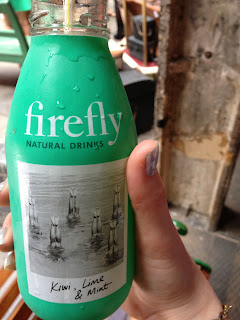 firefly
NATURAL DRINKS
Kiwi, Lime
& Mint